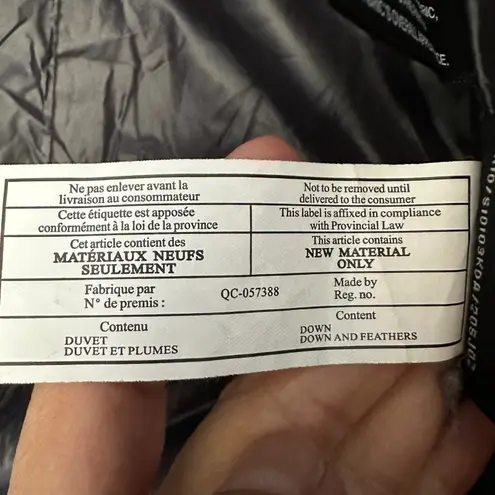 Ne pas enlever avant la
livraison au consommateur
Not to be removed until
delivered to the consumer
Cette étiquette est apposée
conformément à la loi de la province
This label is affixed in compliance
with Provincial Law
Cet article contient des
MATÉRIAUX NEUFS
SEULEMENT
This article contains
NEW MATERIAL
ONLY
Fabrique par
N° de premis :
QC-057388
Made by
Reg. no.
Contenu
DUVET
DUVET ET PLUMES
Content
DOWN
DOWN AND FEATHERS